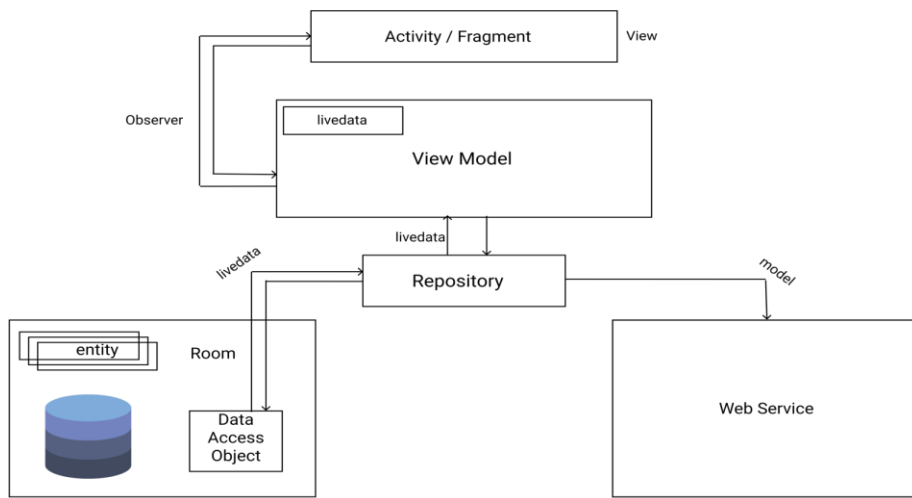 Activity / Fragment
View
Observer
livedata
View Model
livedata
livedata
Repository
model
entity
Room
Data
Access
Object
Web Service